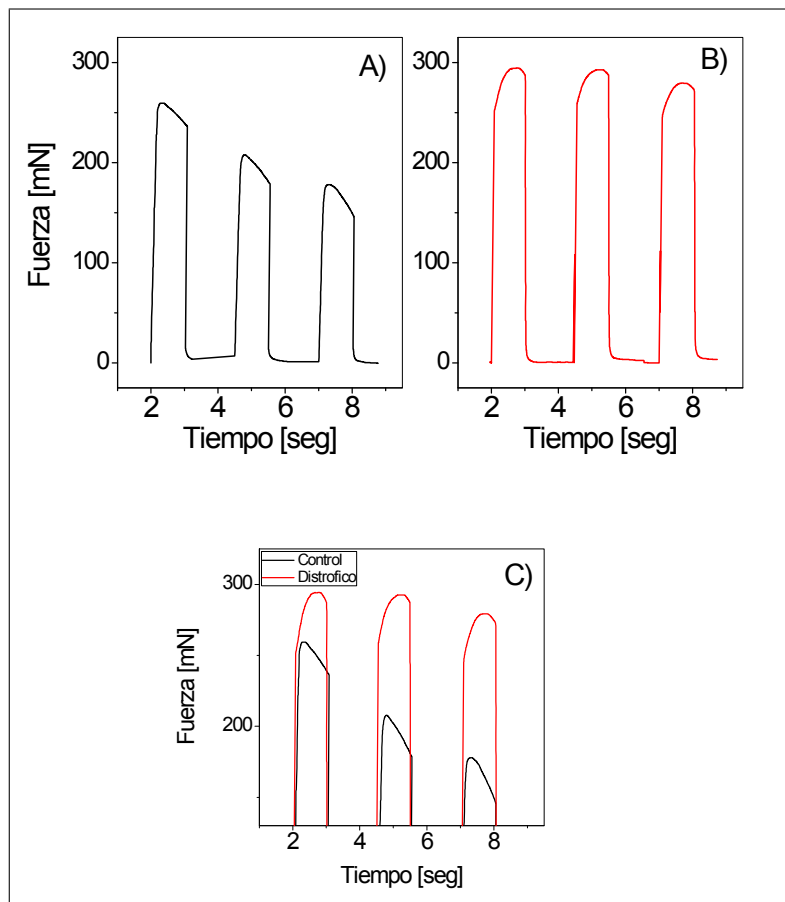 A)
300
200
100
0
Fuerza [mN]
2 4 6 8
Tiempo [seg]
B)
300
200
100
0
2 4 6 8
Tiempo [seg]
C)
Control
Distrofico
300
200
Fuerza [mN]
2 4 6 8
Tiempo [seg]